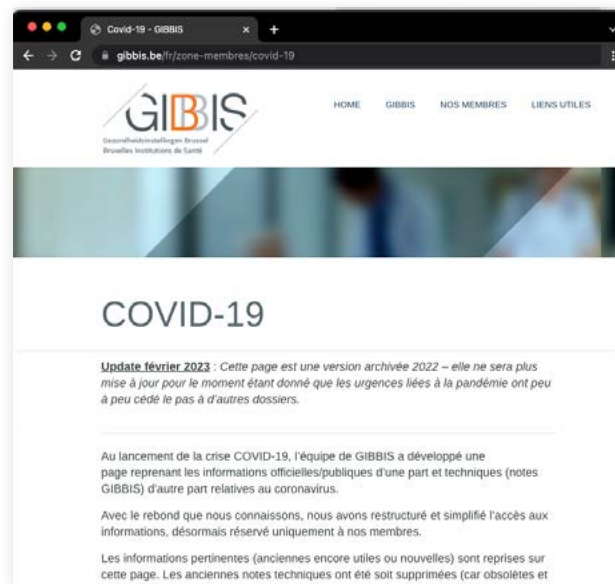 Covid-19 - GIBBIS
gibbis.be/fr/zone-membres/covid-19
GIBBIS
Gezondheidsinstellingen Brussel
Bruxelles Institutions de Santé
HOME GIBBIS NOS MEMBRES LIENS UTILES
COVID-19
Update février 2023 : Cette page est une version archivée 2022 – elle ne sera plus
mise à jour pour le moment étant donné que les urgences liées à la pandémie ont peu
à peu cédé le pas à d'autres dossiers.
Au lancement de la crise COVID-19, l'équipe de GIBBIS a développé une
page reprenant les informations officielles/publiques d'une part et techniques (notes
GIBBIS) d'autre part relatives au coronavirus.
Avec le rebond que nous connaissons, nous avons restructuré et simplifié l'accès aux
informations, désormais réservé uniquement à nos membres.
Les informations pertinentes (anciennes encore utiles ou nouvelles) sont reprises sur
cette page. Les anciennes notes techniques ont été soit supprimées (car obsolètes et